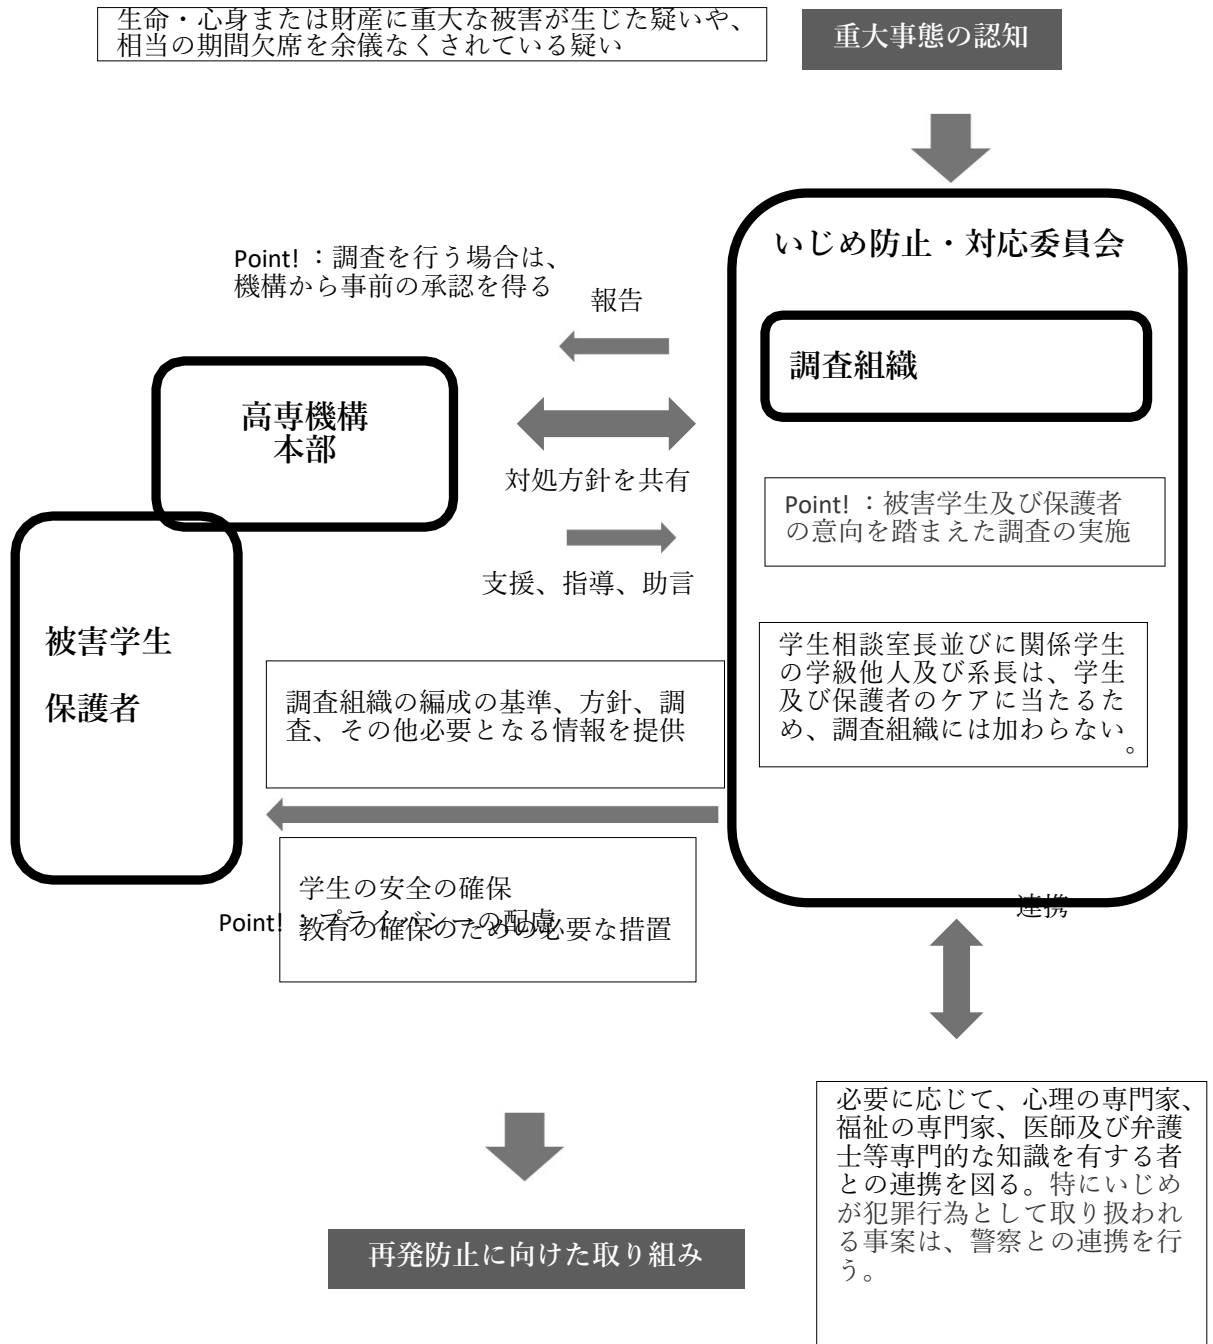 生命・心身または財産に重大な被害が生じた疑いや、
相当の期間欠席を余儀なくされている疑い
重大事態の認知
いじめ防止・対応委員会
Point!：調査を行う場合は、
機構から事前の承認を得る
報告
調査組織
高専機構
本部
対処方針を共有
Point!：被害学生及び保護者
の意向を踏まえた調査の実施
支援、指導、助言
被害学生
保護者
学生相談室長並びに関係学生
の学級他人及び系長は、学生
及び保護者のケアに当たるた
め、調査組織には加わらない
。
調査組織の編成の基準、方針、調
査、その他必要となる情報を提供
学生の安全の確保
教育の確保のための必要な措置
Point!：プライバシーの配慮
連携
必要に応じて、心理の専門家、
福祉の専門家、医師及び弁護
士等専門的な知識を有する者
との連携を図る。特にいじめ
が犯罪行為として取り扱われ
る事案は、警察との連携を行
う。
再発防止に向けた取り組み